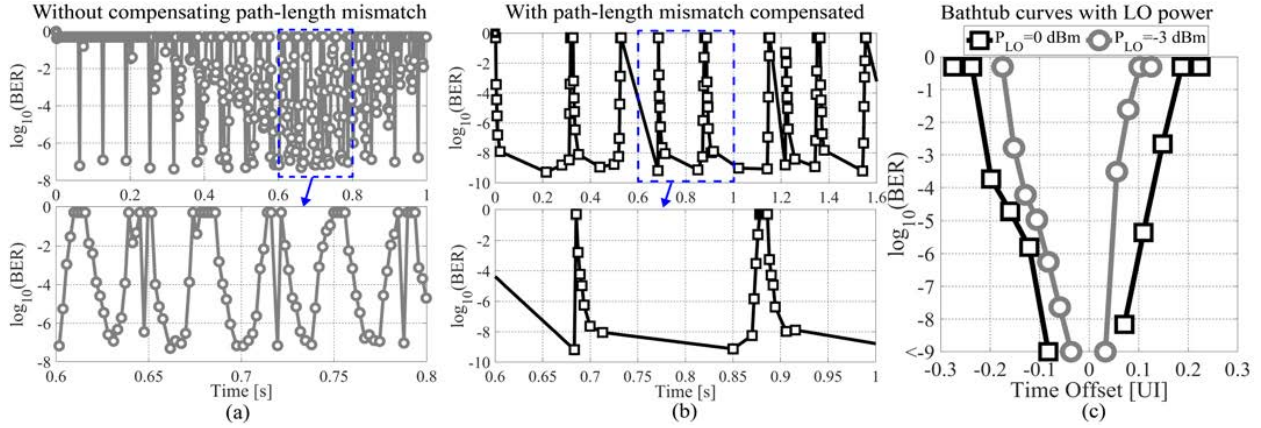 Without compensating path-length mismatch
log10(BER)
0
-2
-4
-6
-8
0 0.2 0.4 0.6 0.8 1
log10(BER)
0
-2
-4
-6
-8
0.6 0.65 0.7 0.75 0.8
Time [s]
(a)
With path-length mismatch compensated
log10(BER)
0
-2
-4
-6
-8
-10
0 0.2 0.4 0.6 0.8 1 1.2 1.4 1.6
log10(BER)
0
-2
-4
-6
-8
-10
0.6 0.65 0.7 0.75 0.8 0.85 0.9 0.95 1
Time [s]
(b)
Bathtub curves with LO power
PLO=0 dBm PLO=-3 dBm
log10(BER)
0
-1
-2
-3
-4
-5
-6
-7
-8
<-9
-0.3 -0.2 -0.1 0 0.1 0.2 0.3
Time Offset [UI]
(c)